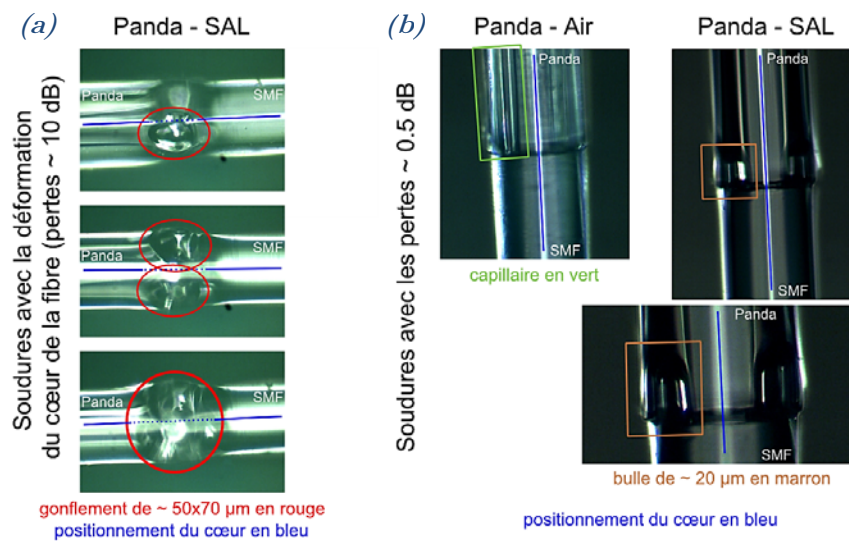 (a)
Panda - SAL
Soudures avec la déformation
du cœur de la fibre (pertes ~ 10 dB)
Panda
SMF
Panda
SMF
Panda
SMF
gonflement de ~ 50x70 µm en rouge
positionnement du cœur en bleu
(b)
Panda - Air
Panda - SAL
Soudures avec les pertes ~ 0.5 dB
Panda
SMF
capillaire en vert
Panda
SMF
Panda
SMF
bulle de ~ 20 µm en marron
positionnement du cœur en bleu